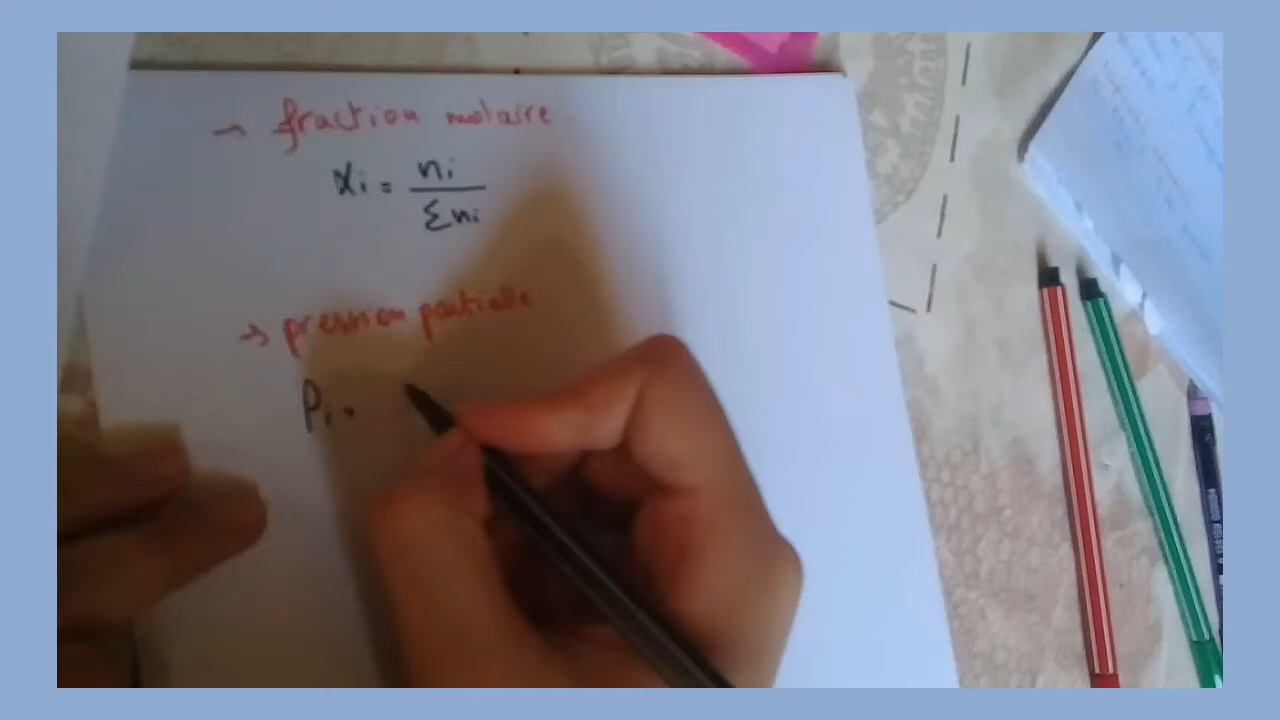 → fraction molaire
xi = ni / Σni
→ pression partielle
Pi